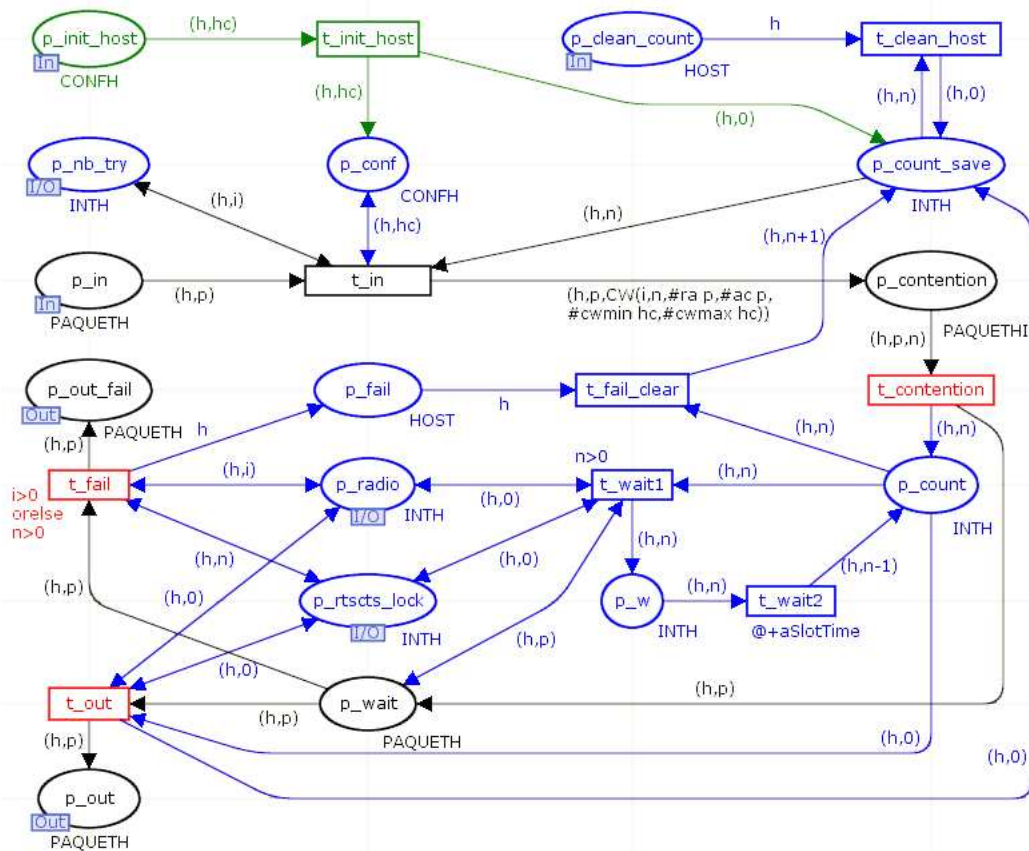 (h,hc)
h
p_init_host
t_init_host
p_clean_count
t_clean_host
In
In
CONFH
HOST
(h,hc)
(h,n)
(h,0)
(h,0)
p_nb_try
p_conf
p_count_save
I/O
INTH
CONFH
INTH
(h,i)
(h,n)
(h,hc)
(h,n+1)
p_in
t_in
p_contention
(h,p)
In
PAQUETH
(h,p,CW(i,n,#ra p,#ac p,
#cwmin hc,#cwmax hc))
PAQUETHI
(h,p,n)
p_out_fail
p_fail
t_fail_clear
t_contention
h
Out
PAQUETH
HOST
h
(h,n)
(h,n)
(h,p)
n>0
t_fail
(h,i)
p_radio
(h,0)
t_wait1
(h,n)
p_count
i>0
orelse
n>0
I/O
INTH
INTH
(h,n)
(h,n)
(h,0)
(h,n-1)
(h,p)
(h,0)
p_rtscts_lock
p_w
(h,n)
t_wait2
I/O
INTH
INTH
@+aSlotTime
(h,p)
(h,0)
(h,p)
t_out
p_wait
(h,p)
(h,p)
PAQUETH
(h,0)
(h,0)
p_out
Out
PAQUETH